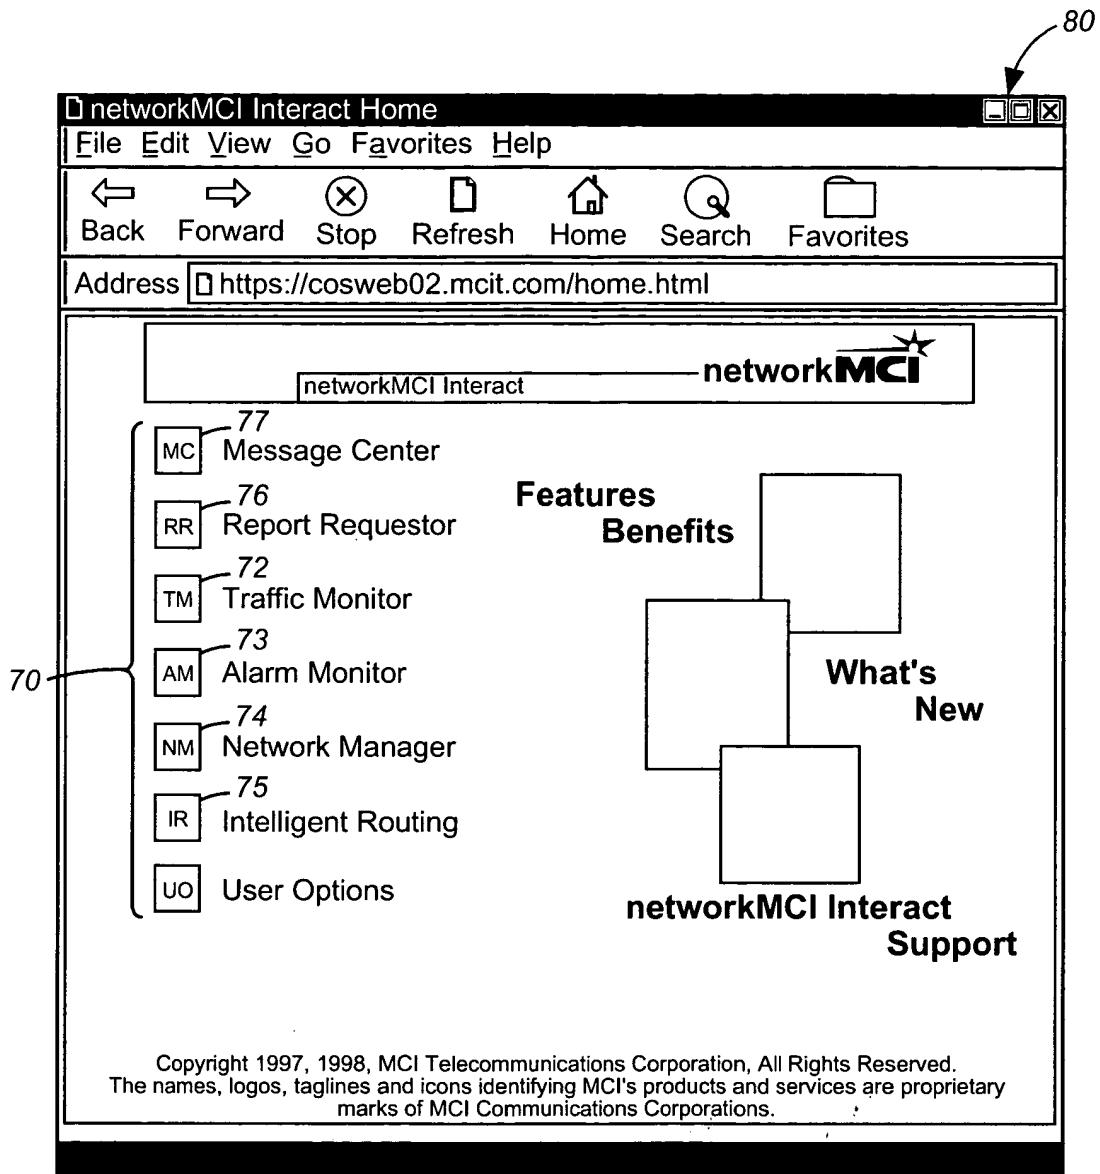 80
networkMCI Interact Home
File Edit View Go Favorites Help
Back Forward Stop Refresh Home Search Favorites
Address https://cosweb02.mcit.com/home.html
networkMCI
networkMCI Interact
77
MC Message Center
76
RR Report Requestor
72
TM Traffic Monitor
73
AM Alarm Monitor
70
74
NM Network Manager
75
IR Intelligent Routing
UO User Options
Features
Benefits
What's
New
networkMCI Interact
Support
Copyright 1997, 1998, MCI Telecommunications Corporation, All Rights Reserved.
The names, logos, taglines and icons identifying MCI's products and services are proprietary
marks of MCI Communications Corporations.